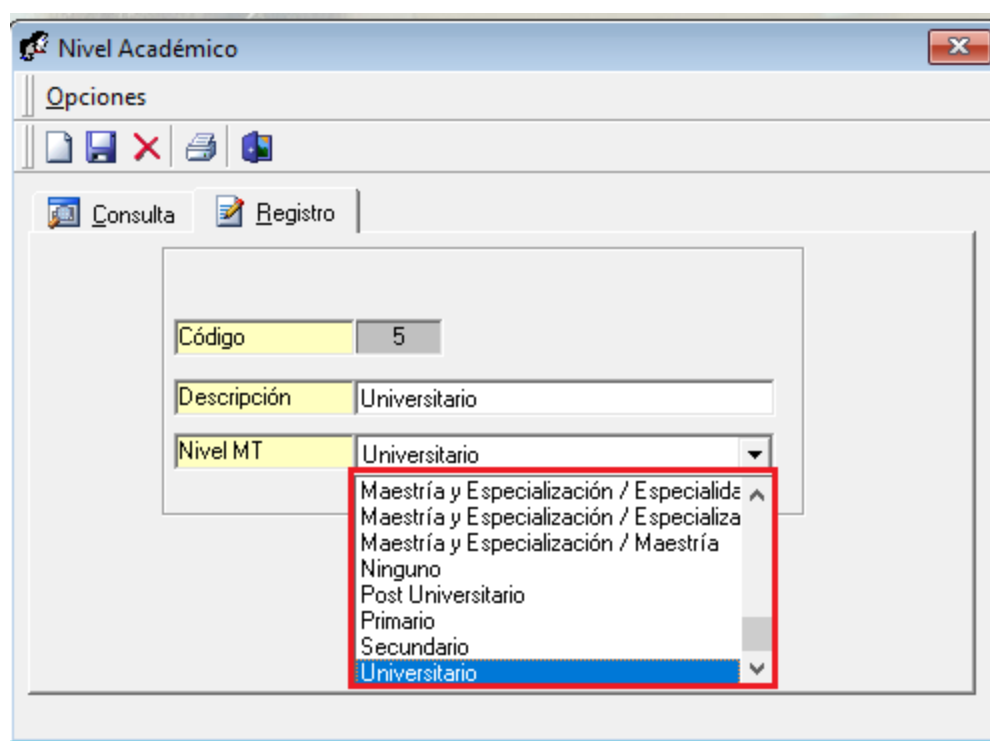 Nivel Académico
Opciones
Consulta
Registro
Código 5
Descripción Universitario
Nivel MT Universitario
Maestría y Especialización / Especialida
Maestría y Especialización / Especializa
Maestría y Especialización / Maestría
Ninguno
Post Universitario
Primario
Secundario
Universitario